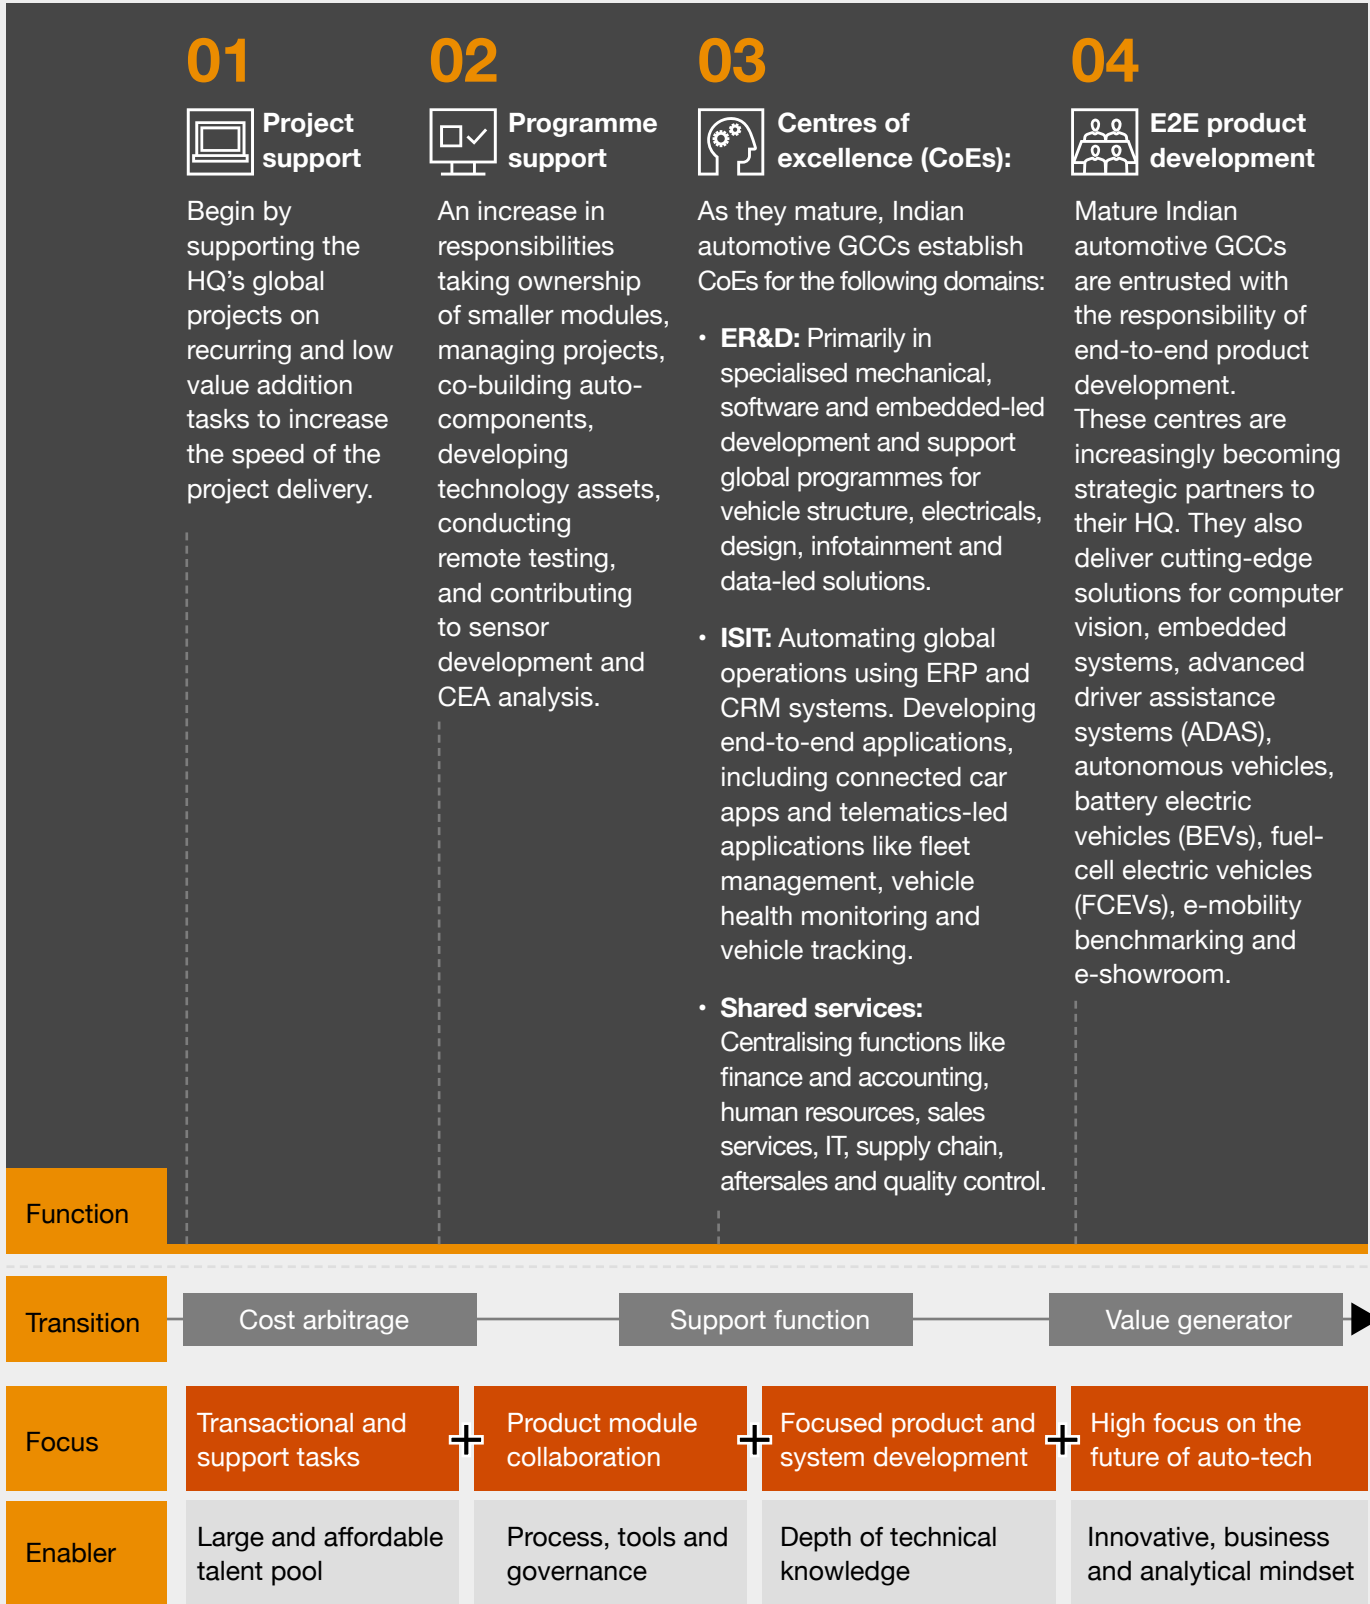 01
Project
support
Begin by
supporting the
HQ's global
projects on
recurring and low
value addition
tasks to increase
the speed of the
project delivery.
02
Programme
support
An increase in
responsibilities
taking ownership
of smaller modules,
managing projects,
co-building auto-
components,
developing
technology assets,
conducting
remote testing,
and contributing
to sensor
development and
CEA analysis.
03
Centres of
excellence (CoEs):
As they mature, Indian
automotive GCCs establish
CoEs for the following domains:
• ER&D: Primarily in
specialised mechanical,
software and embedded-led
development and support
global programmes for
vehicle structure, electricals,
design, infotainment and
data-led solutions.
• ISIT: Automating global
operations using ERP and
CRM systems. Developing
end-to-end applications,
including connected car
apps and telematics-led
applications like fleet
management, vehicle
health monitoring and
vehicle tracking.
• Shared services:
Centralising functions like
finance and accounting,
human resources, sales
services, IT, supply chain,
aftersales and quality control.
04
E2E product
development
Mature Indian
automotive GCCs
are entrusted with
the responsibility of
end-to-end product
development.
These centres are
increasingly becoming
strategic partners to
their HQ. They also
deliver cutting-edge
solutions for computer
vision, embedded
systems, advanced
driver assistance
systems (ADAS),
autonomous vehicles,
battery electric
vehicles (BEVs), fuel-
cell electric vehicles
(FCEVs), e-mobility
benchmarking and
e-showroom.
Function
Transition
Cost arbitrage
Support function
Value generator
Focus
Transactional and
support tasks
+
Product module
collaboration
+
Focused product and
system development
+
High focus on the
future of auto-tech
Enabler
Large and affordable
talent pool
Process, tools and
governance
Depth of technical
knowledge
Innovative, business
and analytical mindset